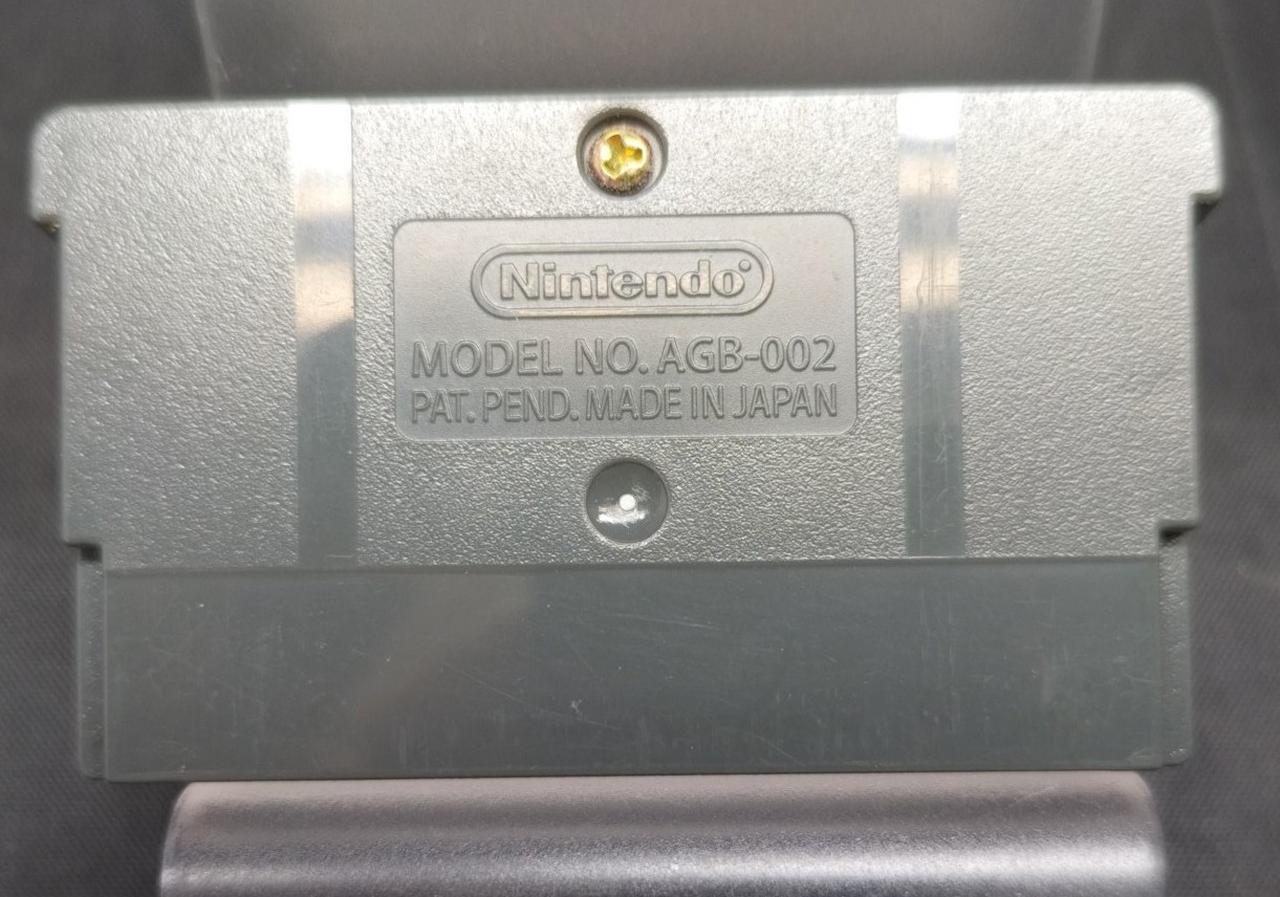 Nintendo
MODEL NO. AGB-002
PAT. PEND. MADE IN JAPAN